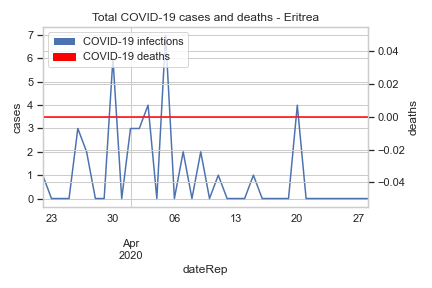 Total COVID-19 cases and deaths - Eritrea
COVID-19 infections
COVID-19 deaths
7
6
5
4
3
2
1
0
cases
0.04
0.02
0.00
−0.02
−0.04
deaths
23 30 06 13 20 27
Apr
2020
dateRep